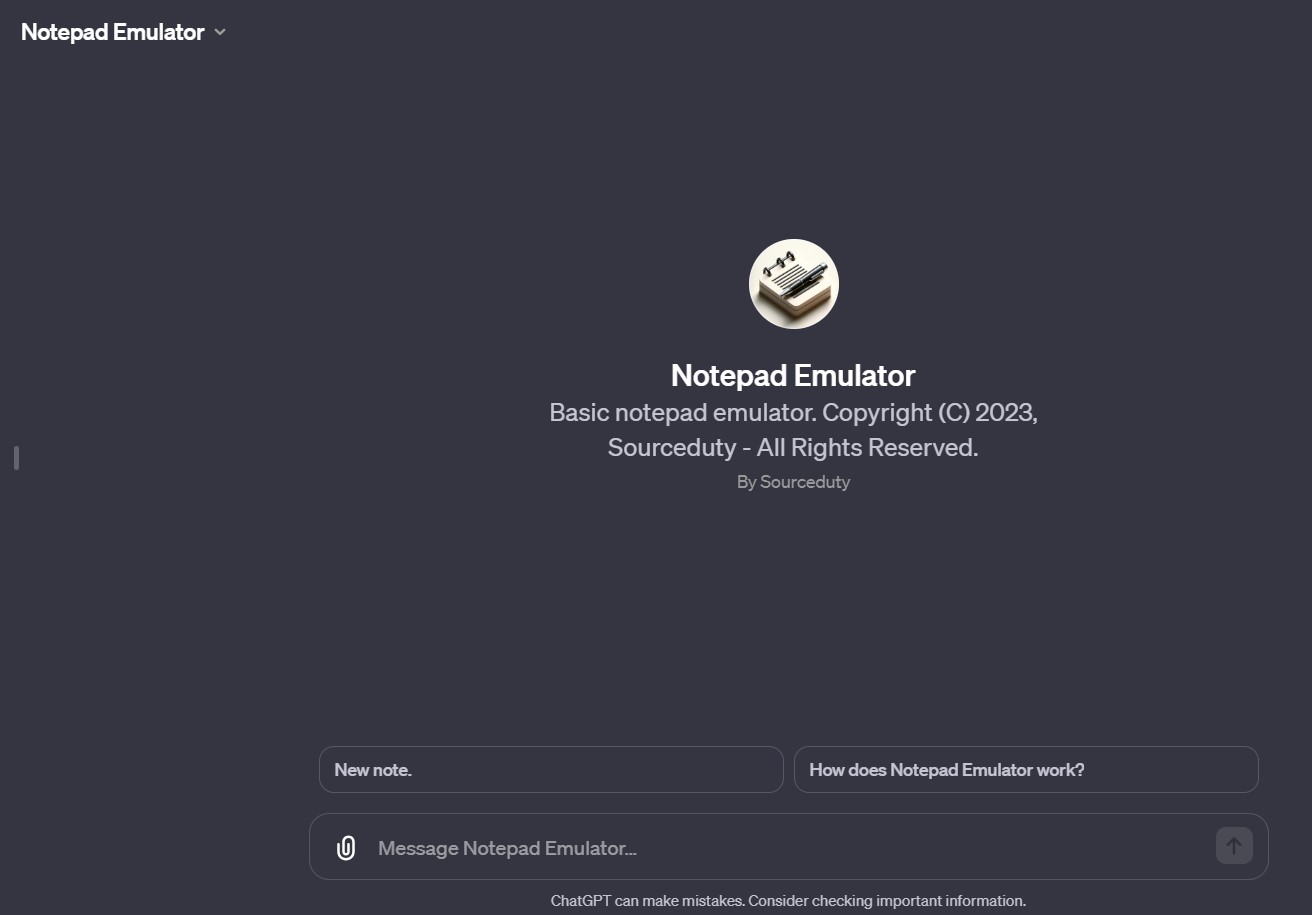 Notepad Emulator
Notepad Emulator
Basic notepad emulator. Copyright (C) 2023,
Sourceduty - All Rights Reserved.
By Sourceduty
New note.
How does Notepad Emulator work?
Message Notepad Emulator...
ChatGPT can make mistakes. Consider checking important information.